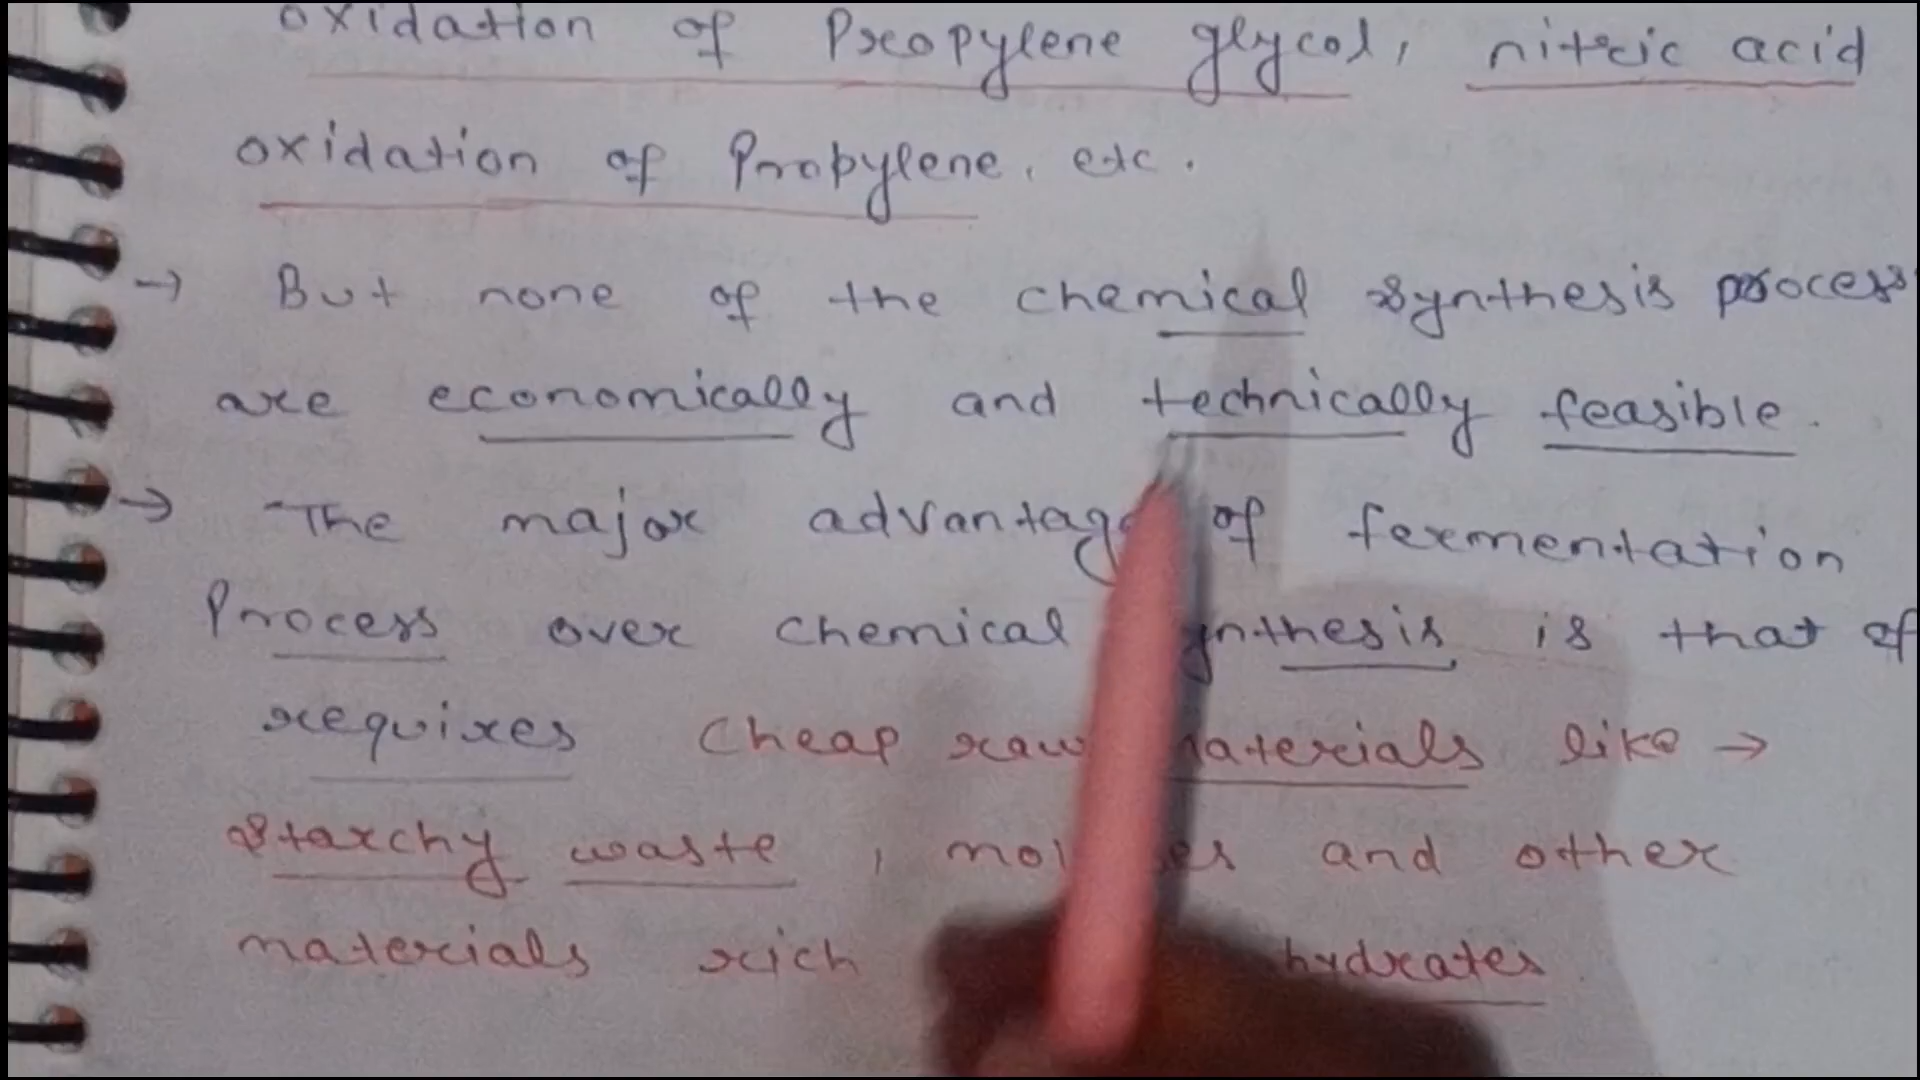 oxidation of Propylene glycol, nitric acid
oxidation of Propylene, etc.
→ But none of the chemical synthesis process
are economically and technically feasible.
→ The major advantage of fermentation
Process over chemical synthesis is that of
requires cheap raw materials like →
starchy waste, and other
materials rich